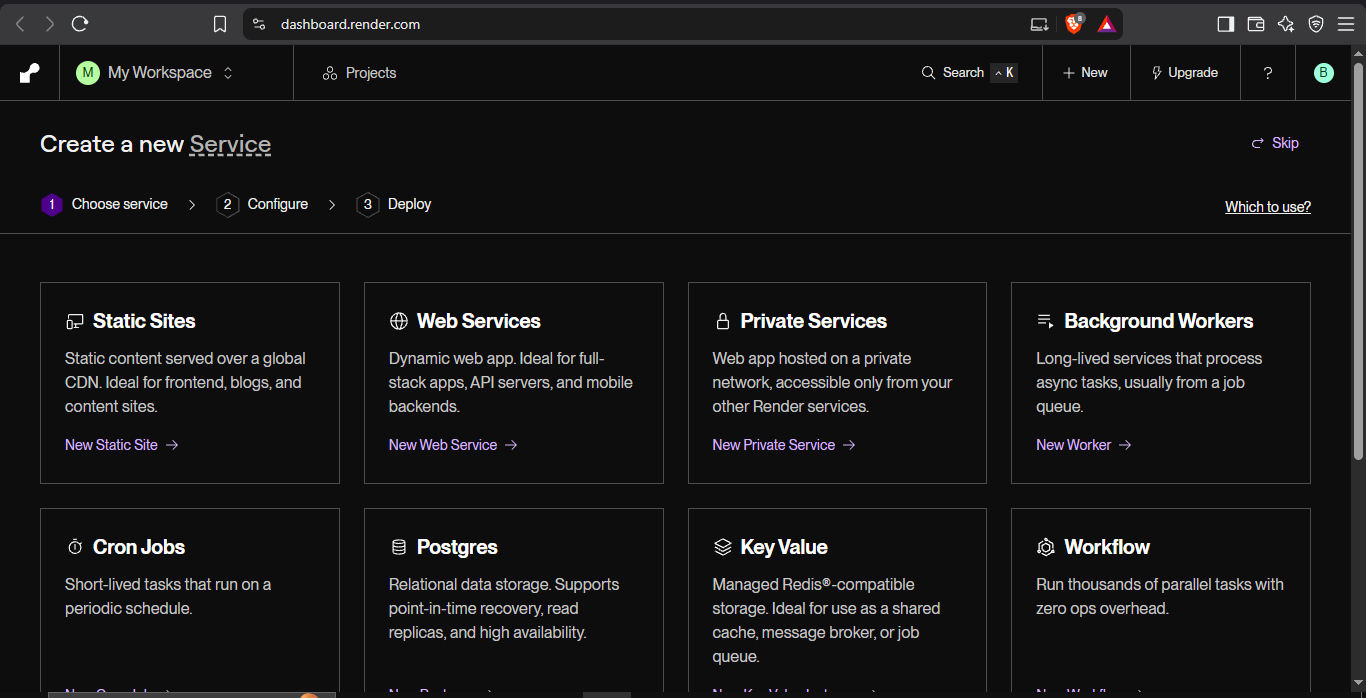 dashboard.render.com
8
M My Workspace
Projects
Search ^ K
+ New
Upgrade
?
B
Create a new Service
Skip
1 Choose service
2 Configure
3 Deploy
Which to use?
Static Sites
Static content served over a global
CDN. Ideal for frontend, blogs, and
content sites.
New Static Site →
Web Services
Dynamic web app. Ideal for full-
stack apps, API servers, and mobile
backends.
New Web Service →
Private Services
Web app hosted on a private
network, accessible only from your
other Render services.
New Private Service →
Background Workers
Long-lived services that process
async tasks, usually from a job
queue.
New Worker →
Cron Jobs
Short-lived tasks that run on a
periodic schedule.
Postgres
Relational data storage. Supports
point-in-time recovery, read
replicas, and high availability.
Key Value
Managed Redis®-compatible
storage. Ideal for use as a shared
cache, message broker, or job
queue.
Workflow
Run thousands of parallel tasks with
zero ops overhead.